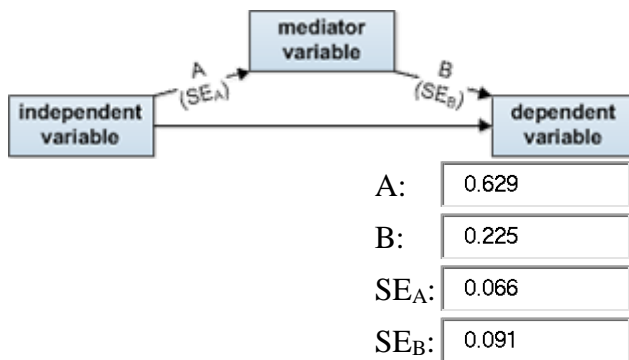 mediator
variable
A
(SEA)
B
(SEB)
independent
variable
dependent
variable
A: 0.629
B: 0.225
SEA: 0.066
SEB: 0.091